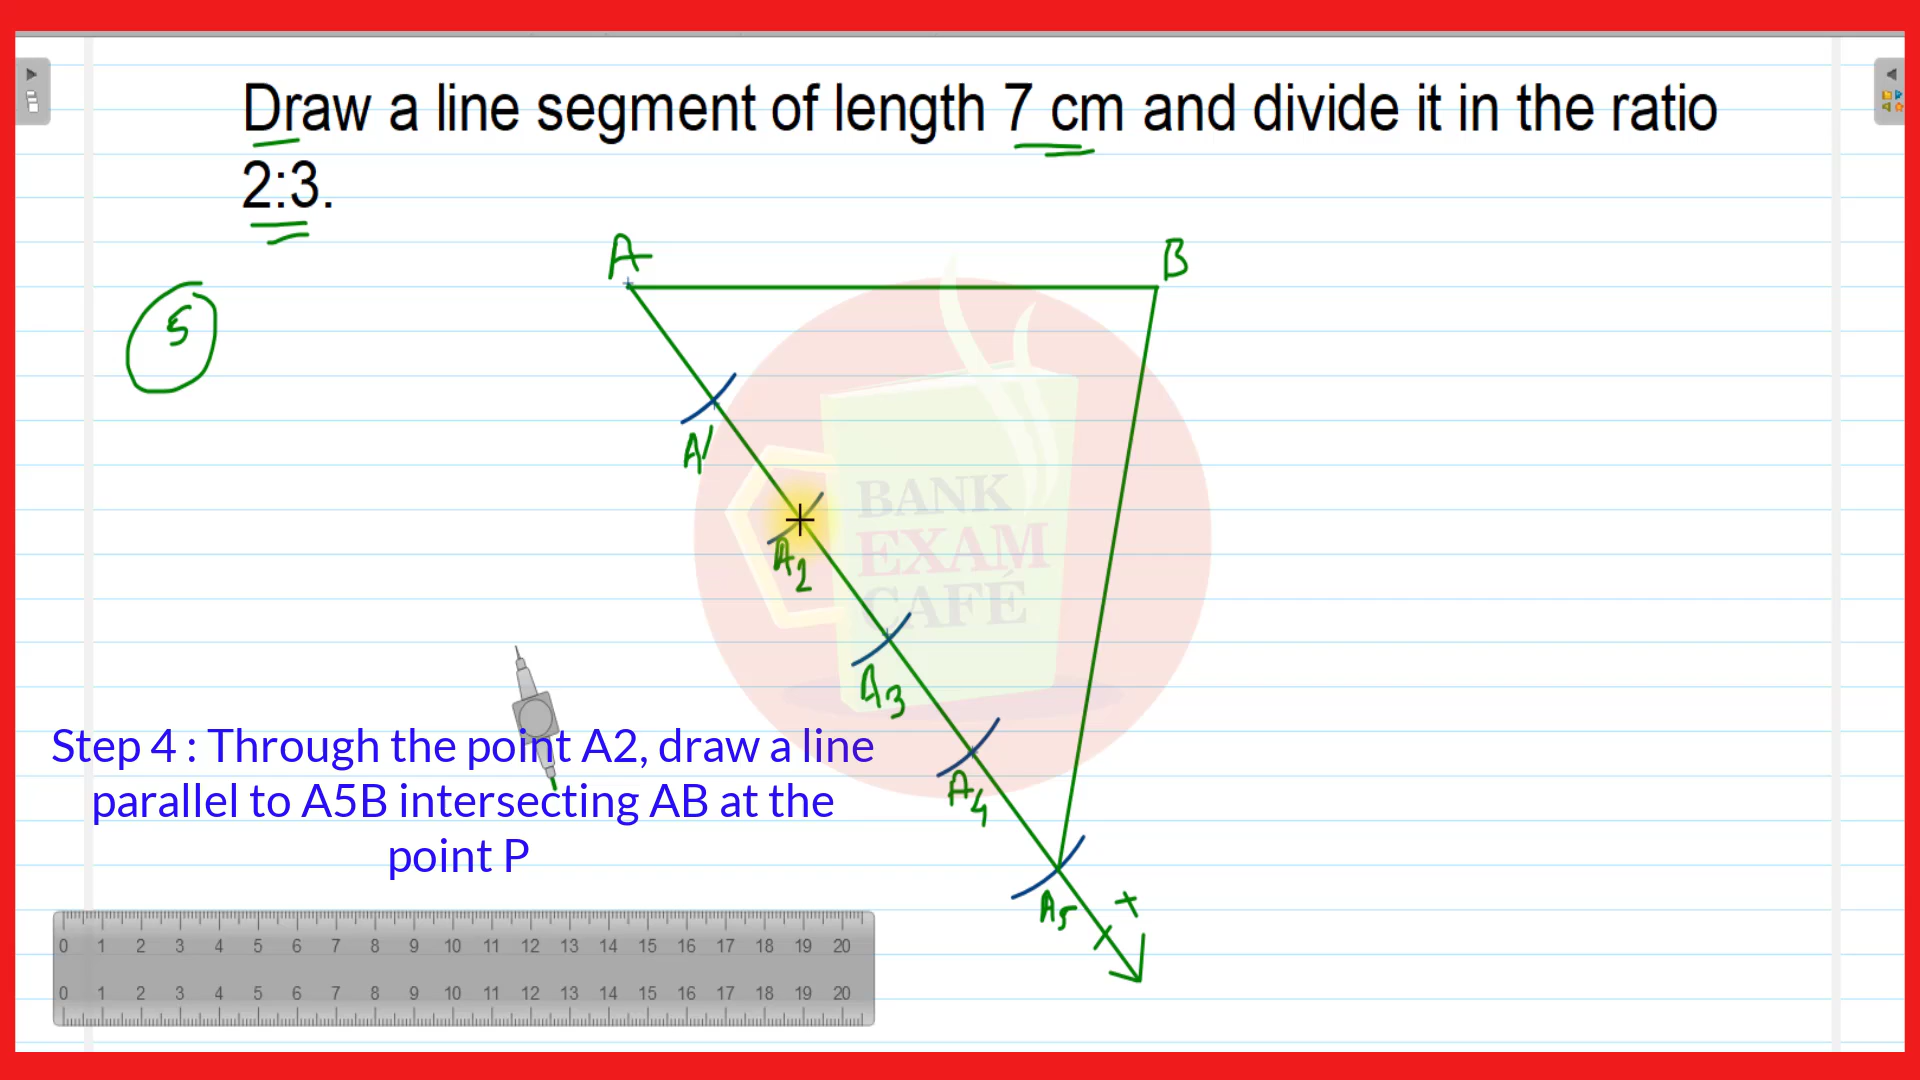 Draw a line segment of length 7 cm and divide it in the ratio
2:3.
A
B
5
A'
BANK
EXAM
CAFÉ
A2
A3
Step 4 : Through the point A2, draw a line
parallel to A5B intersecting AB at the
point P
A4
A5
x
0 1 2 3 4 5 6 7 8 9 10 11 12 13 14 15 16 17 18 19 20
0 1 2 3 4 5 6 7 8 9 10 11 12 13 14 15 16 17 18 19 20